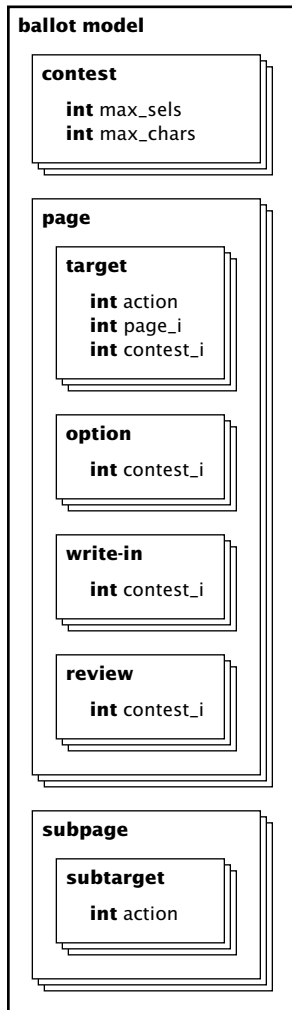 ballot model
contest
int max_sels
int max_chars
page
target
int action
int page_i
int contest_i
option
int contest_i
write-in
int contest_i
review
int contest_i
subpage
subtarget
int action